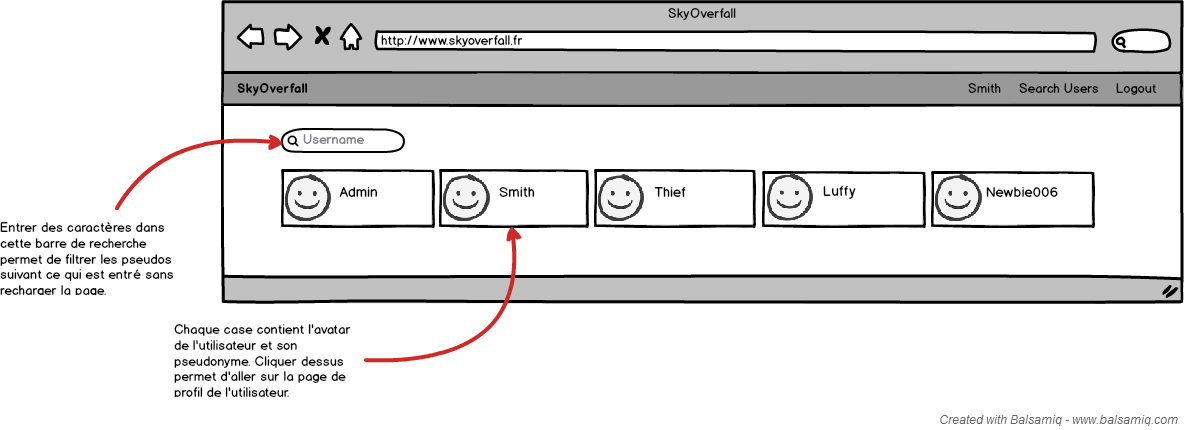 SkyOverfall
http://www.skyoverfall.fr
SkyOverfall Smith Search Users Logout
Username
Admin Smith Thief Luffy Newbie006
Entrer des caractères dans
cette barre de recherche
permet de filtrer les pseudos
suivant ce qui est entré sans
recharger la page.
Chaque case contient l'avatar
de l'utilisateur et son
pseudonyme. Cliquer dessus
permet d'aller sur la page de
profil de l'utilisateur.
Created with Balsamiq - www.balsamiq.com